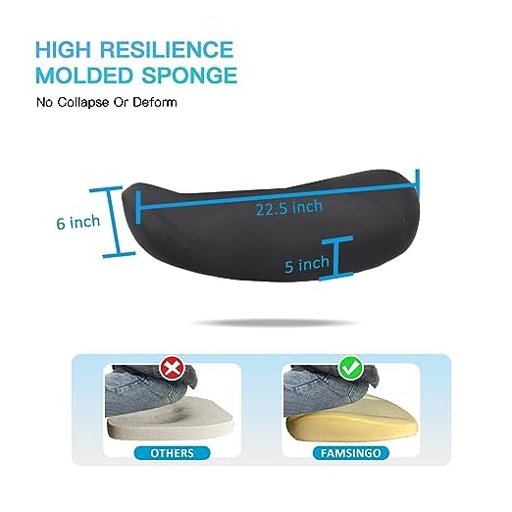 HIGH RESILIENCE
MOLDED SPONGE
No Collapse Or Deform
6 inch
22.5 inch
5 inch
OTHERS
FAMSINGO